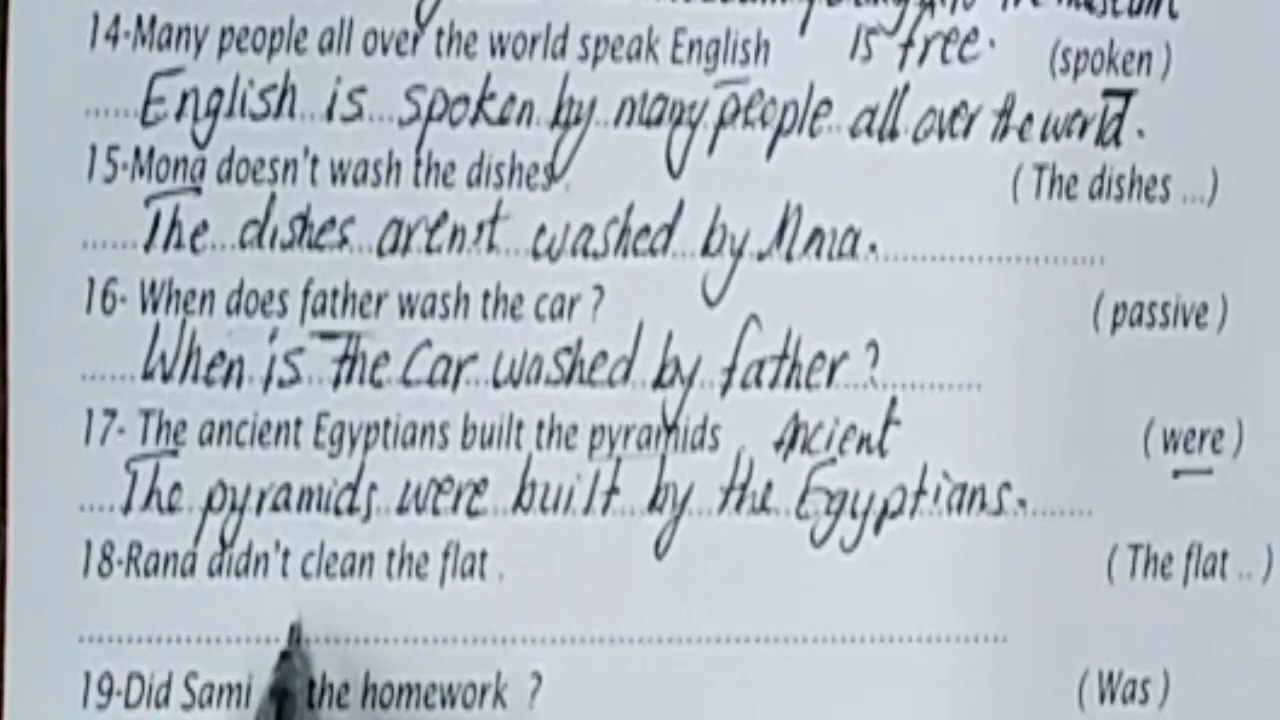 the museum
14-Many people all over the world speak English is free. (spoken)
English is spoken by many people all over the world.
15-Mona doesn't wash the dishes. (The dishes ...)
The dishes aren't washed by Mona.
16- When does father wash the car ? (passive)
When is the car washed by father ?
17- The ancient Egyptians built the pyramids ancient (were)
The pyramids were built by the Egyptians.
18-Rana didn't clean the flat . (The flat .. )
19-Did Sami the homework ? (Was)